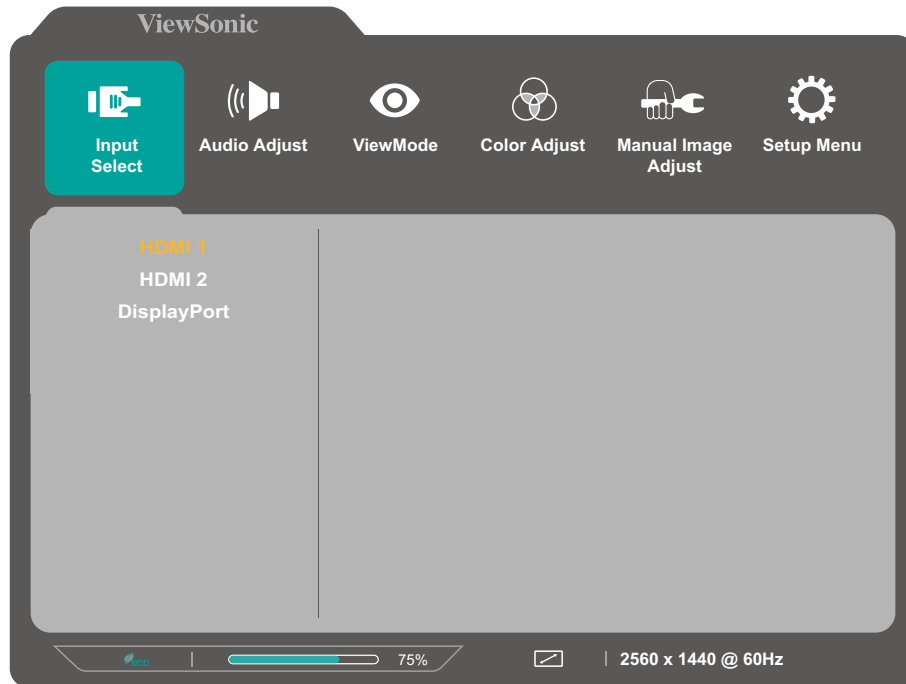 ViewSonic
Input
Select
Audio Adjust
ViewMode
Color Adjust
Manual Image
Adjust
Setup Menu
HDMI 1
HDMI 2
DisplayPort
eco
75%
2560 x 1440 @ 60Hz